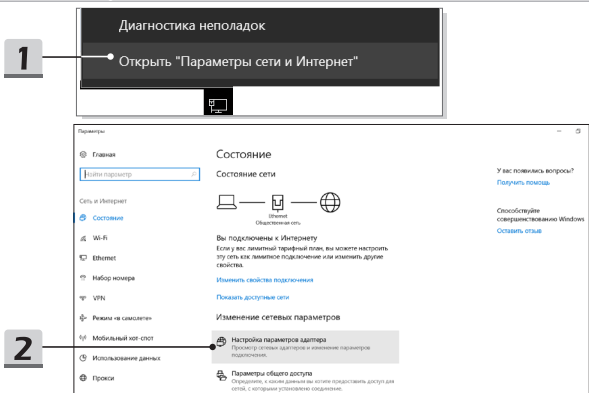 Диагностика неполадок
1
Открыть "Параметры сети и Интернет"
Параметры
Главная
Найти параметр
Сеть и Интернет
Состояние
Wi-Fi
Ethernet
Набор номера
VPN
Режим «в самолете»
Мобильный хот-спот
Использование данных
Прокси
Состояние
Состояние сети
Ethernet
Общественная сеть
Вы подключены к Интернету
Если у вас лимитный тарифный план, вы можете настроить
эту сеть как лимитное подключение или изменить другие
свойства.
Изменить свойства подключения
Показать доступные сети
Изменение сетевых параметров
2
Настройка параметров адаптера
Просмотр сетевых адаптеров и изменение параметров
подключения.
Параметры общего доступа
Определите, к каким данным вы хотите предоставить доступ для
сетей, с которыми установлено соединение.
У вас появились вопросы?
Получить помощь
Способствуйте
совершенствованию Windows
Оставить отзыв